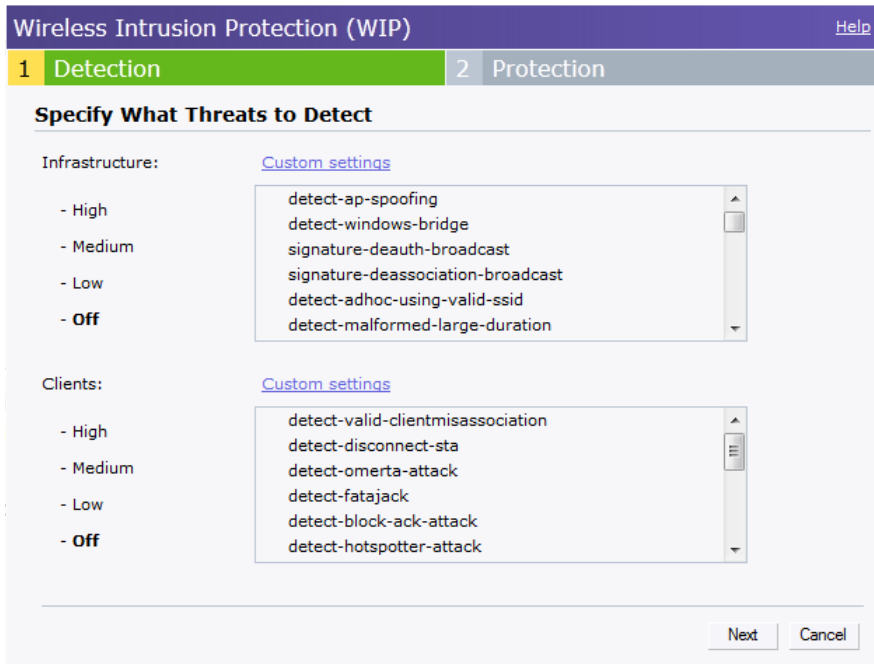 Wireless Intrusion Protection (WIP) Help
1 Detection 2 Protection
Specify What Threats to Detect
Infrastructure: Custom settings
- High
- Medium
- Low
- Off
detect-ap-spoofing
detect-windows-bridge
signature-deauth-broadcast
signature-deassociation-broadcast
detect-adhoc-using-valid-ssid
detect-malformed-large-duration
Clients: Custom settings
- High
- Medium
- Low
- Off
detect-valid-clientmisassociation
detect-disconnect-sta
detect-omerta-attack
detect-fatajack
detect-block-ack-attack
detect-hotspotter-attack
Next Cancel